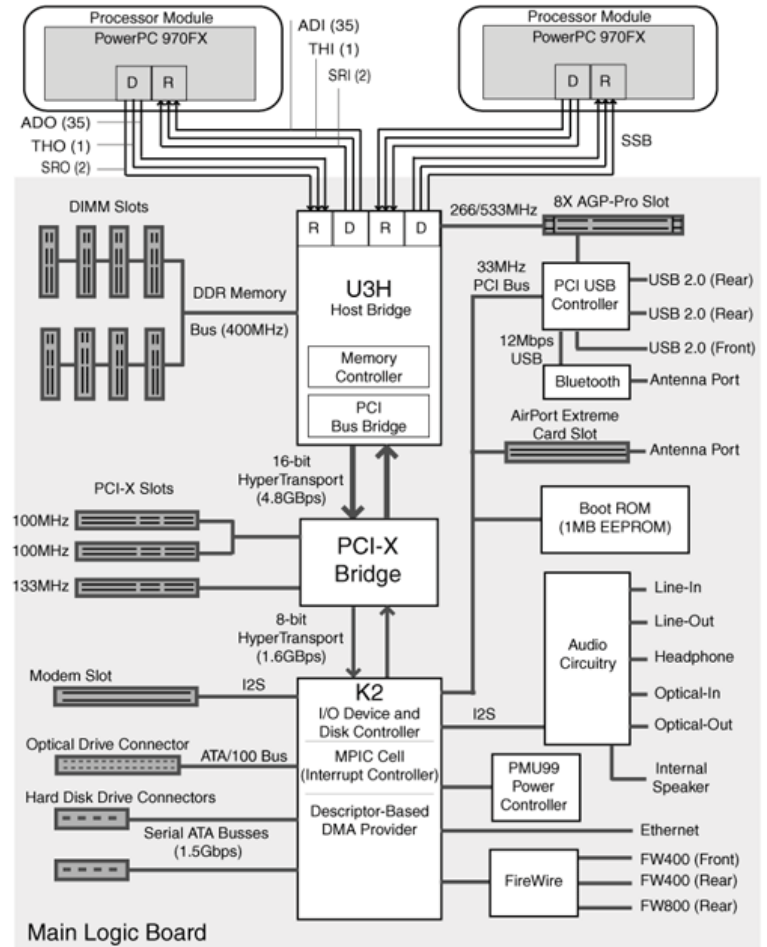 Processor Module
PowerPC 970FX
D R
Processor Module
PowerPC 970FX
D R
ADI (35)
THI (1)
SRI (2)
ADO (35)
THO (1)
SRO (2)
SSB
DIMM Slots
DDR Memory
Bus (400MHz)
R D R D
U3H
Host Bridge
Memory
Controller
PCI
Bus Bridge
266/533MHz
8X AGP-Pro Slot
33MHz
PCI Bus
PCI USB
Controller
USB 2.0 (Rear)
USB 2.0 (Rear)
USB 2.0 (Front)
12Mbps
USB
Bluetooth
Antenna Port
AirPort Extreme
Card Slot
Antenna Port
16-bit
HyperTransport
(4.8GBps)
PCI-X Slots
100MHz
100MHz
133MHz
PCI-X
Bridge
Boot ROM
(1MB EEPROM)
8-bit
HyperTransport
(1.6GBps)
Audio
Circuitry
Line-In
Line-Out
Headphone
Optical-In
Optical-Out
Internal
Speaker
Modem Slot
I2S
K2
I/O Device and
Disk Controller
MPIC Cell
(Interrupt Controller)
Descriptor-Based
DMA Provider
I2S
Optical Drive Connector
ATA/100 Bus
Hard Disk Drive Connectors
Serial ATA Busses
(1.5Gbps)
PMU99
Power
Controller
Ethernet
FireWire
FW400 (Front)
FW400 (Rear)
FW800 (Rear)
Main Logic Board